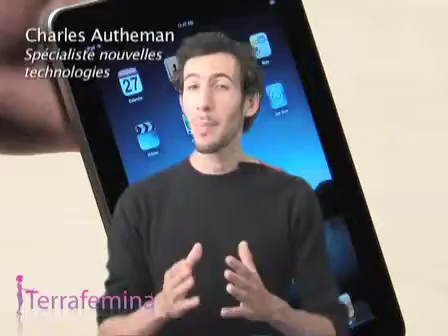 Charles Autheman
Spécialiste nouvelles
technologies
27
Terrafemina